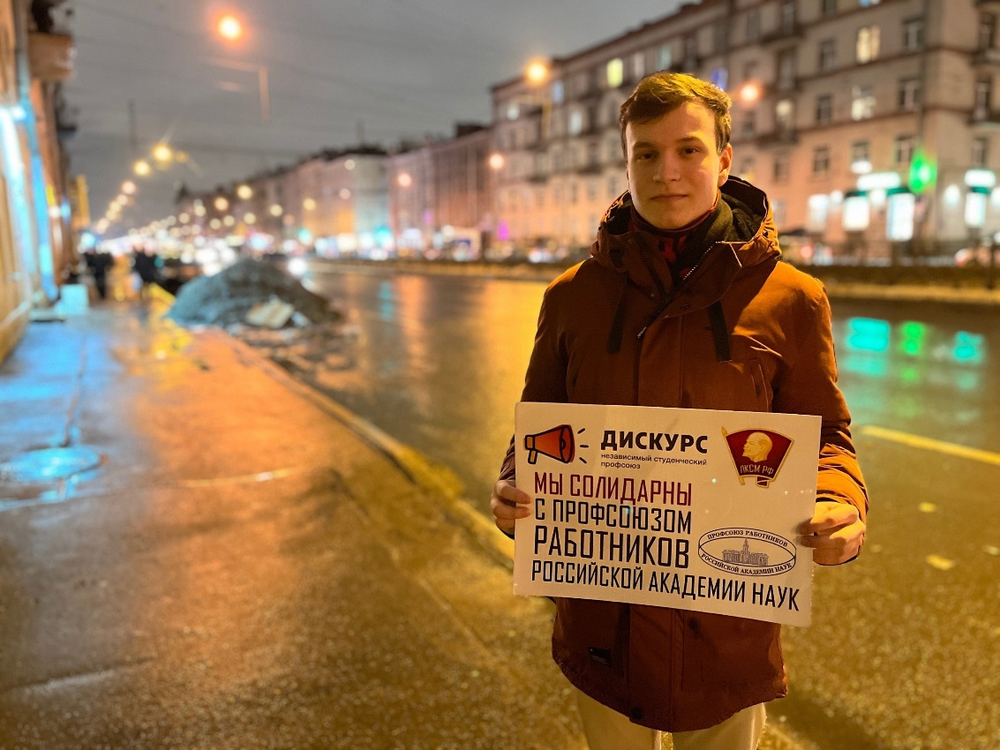 ДИСКУРС
независимый студенческий
профсоюз
ЛКСМ РФ
МЫ СОЛИДАРНЫ
С ПРОФСОЮЗОМ
РАБОТНИКОВ
РОССИЙСКОЙ АКАДЕМИИ НАУК
ПРОФСОЮЗ РАБОТНИКОВ
РОССИЙСКОЙ АКАДЕМИИ НАУК